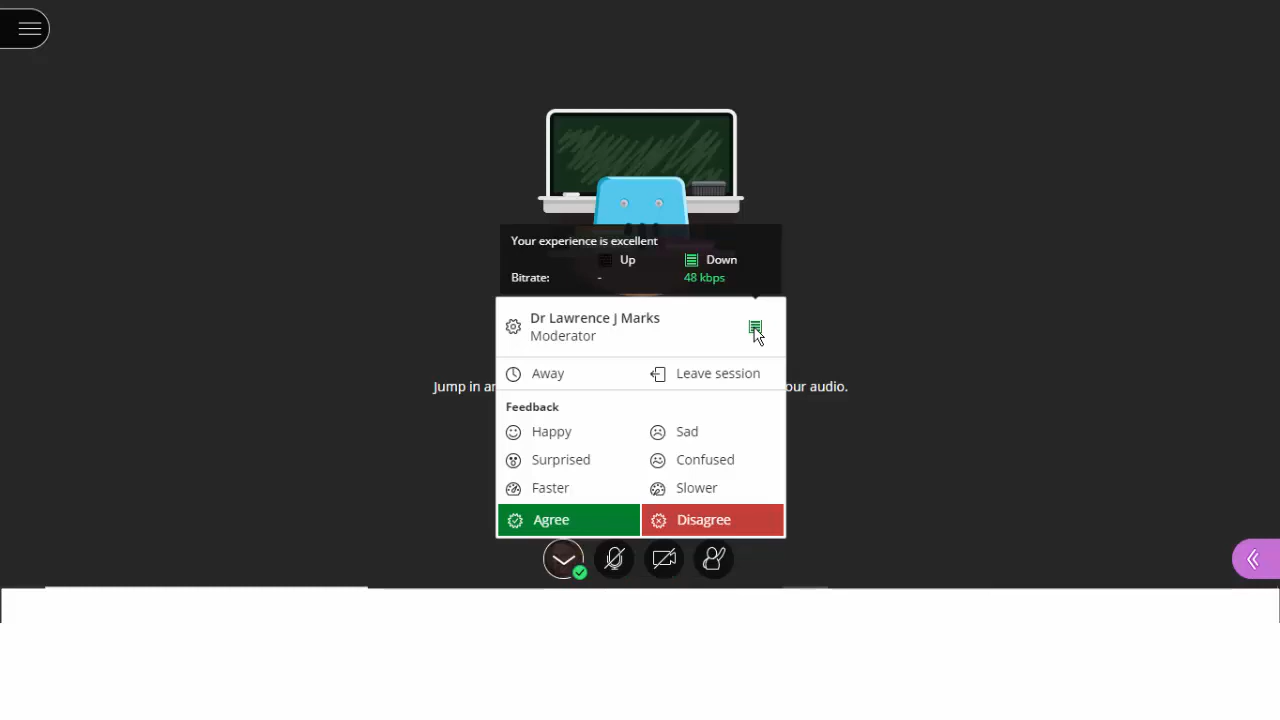 Your experience is excellent
Up Down
Bitrate: - 48 kbps
Dr Lawrence J Marks
Moderator
Away Leave session
Jump in an our audio.
Feedback
Happy Sad
Surprised Confused
Faster Slower
Agree Disagree